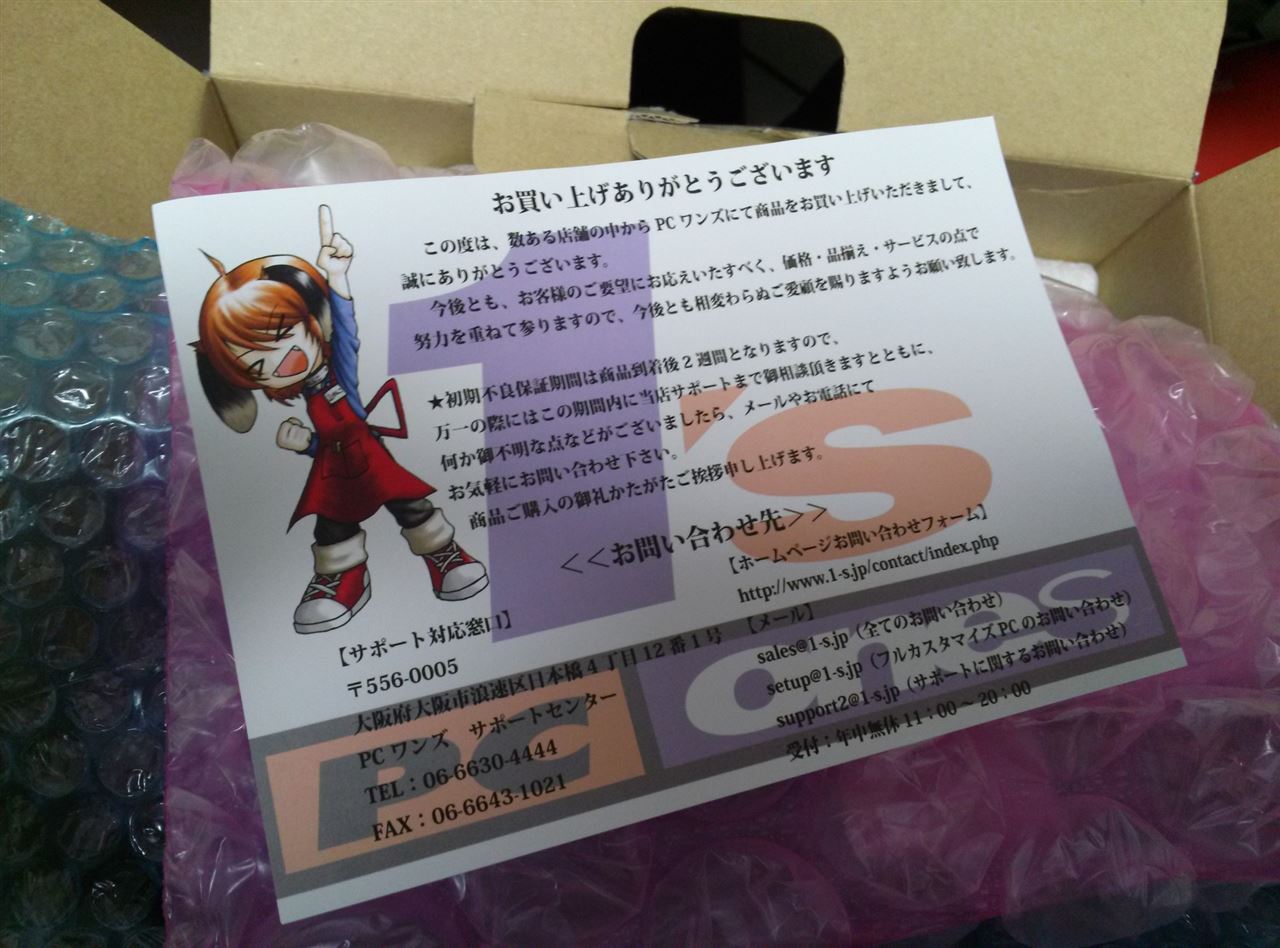 お買い上げありがとうございます
この度は、数ある店舗の中から PC ワンズにて商品をお買い上げいただきまして、
誠にありがとうございます。
今後とも、お客様のご要望にお応えいたすべく、価格・品揃え・サービスの点で
努力を重ねて参りますので、今後とも相変わらぬご愛顧を賜りますようお願い致します。
★初期不良保証期間は商品到着後２週間となりますので、
万一の際にはこの期間内に当店サポートまで御相談頂きますとともに、
何か御不明な点などがございましたら、メールやお電話にて
お気軽にお問い合わせ下さい。
商品ご購入の御礼かたがたご挨拶申し上げます。
1's
<<お問い合わせ先>>
【サポート対応窓口】
〒556-0005
大阪府大阪市浪速区日本橋４丁目 12 番 1 号
PC ワンズ　サポートセンター
TEL：06-6630-4444
FAX：06-6643-1021
【ホームページお問い合わせフォーム】
http://www.1-s.jp/contact/index.php
【メール】
sales@1-s.jp（全てのお問い合わせ）
setup@1-s.jp（フルカスタマイズ PC のお問い合わせ）
support2@1-s.jp（サポートに関するお問い合わせ）
受付：年中無休 11：00～20：00
PC ones